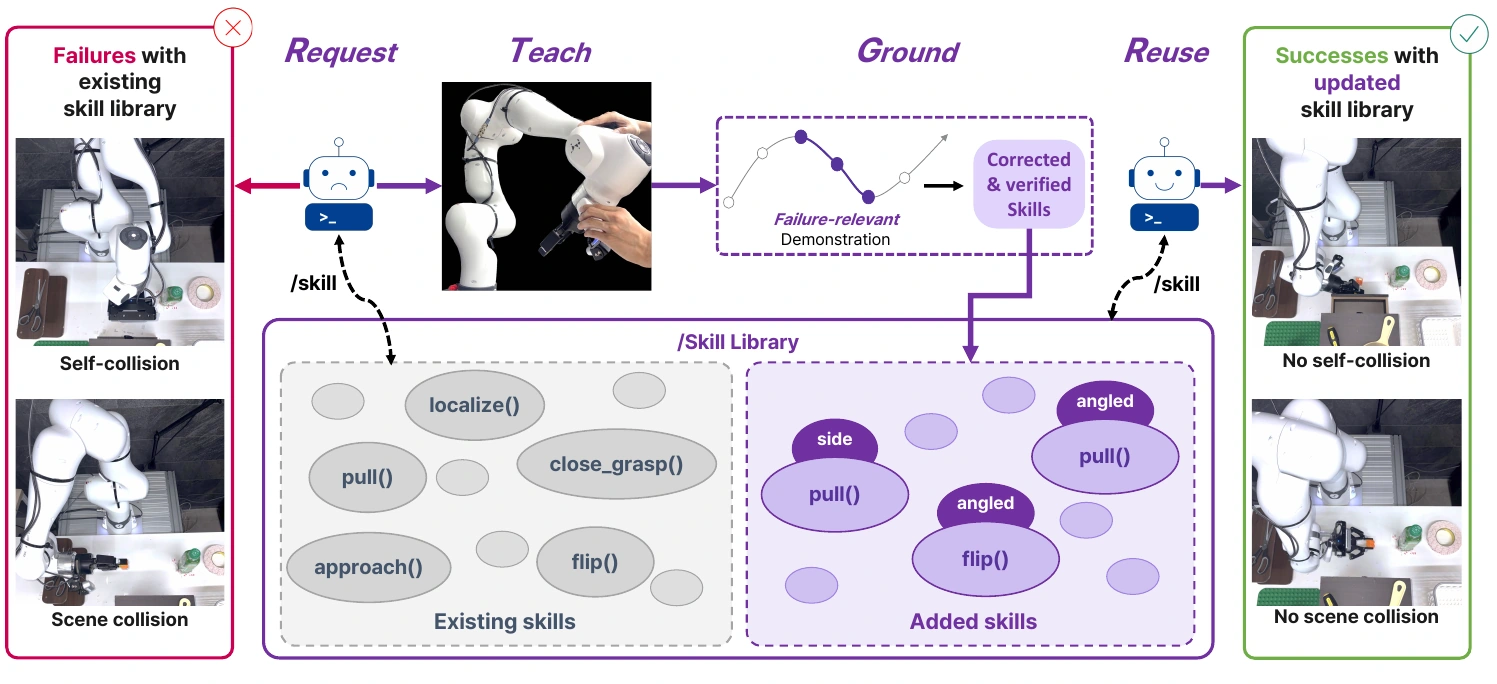 Failures with
existing
skill library
Self-collision
Scene collision
Request
Teach
Ground
Reuse
>_
/skill
Failure-relevant
Demonstration
Corrected
& verified
Skills
>_
/skill
/Skill Library
localize()
pull()
close_grasp()
approach()
flip()
Existing skills
side
pull()
angled
pull()
angled
flip()
Added skills
Successes with
updated
skill library
No self-collision
No scene collision